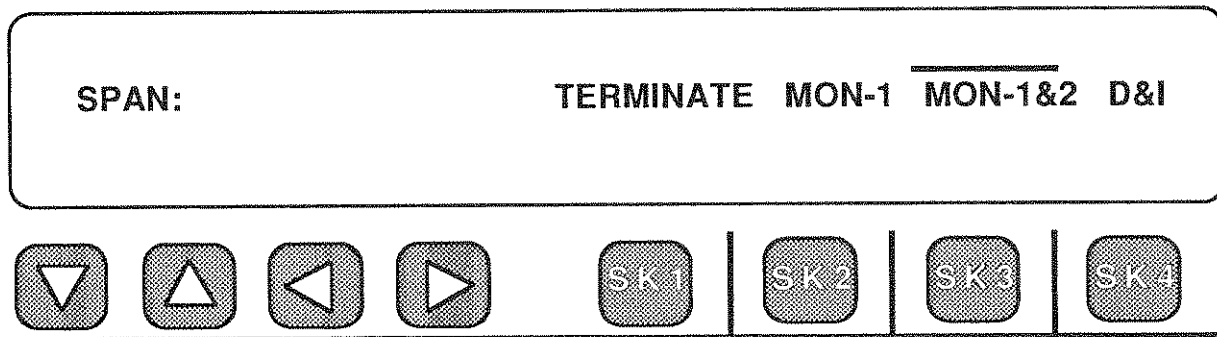 SPAN: TERMINATE MON-1 MON-1&2 D&I
SK1 SK2 SK3 SK4